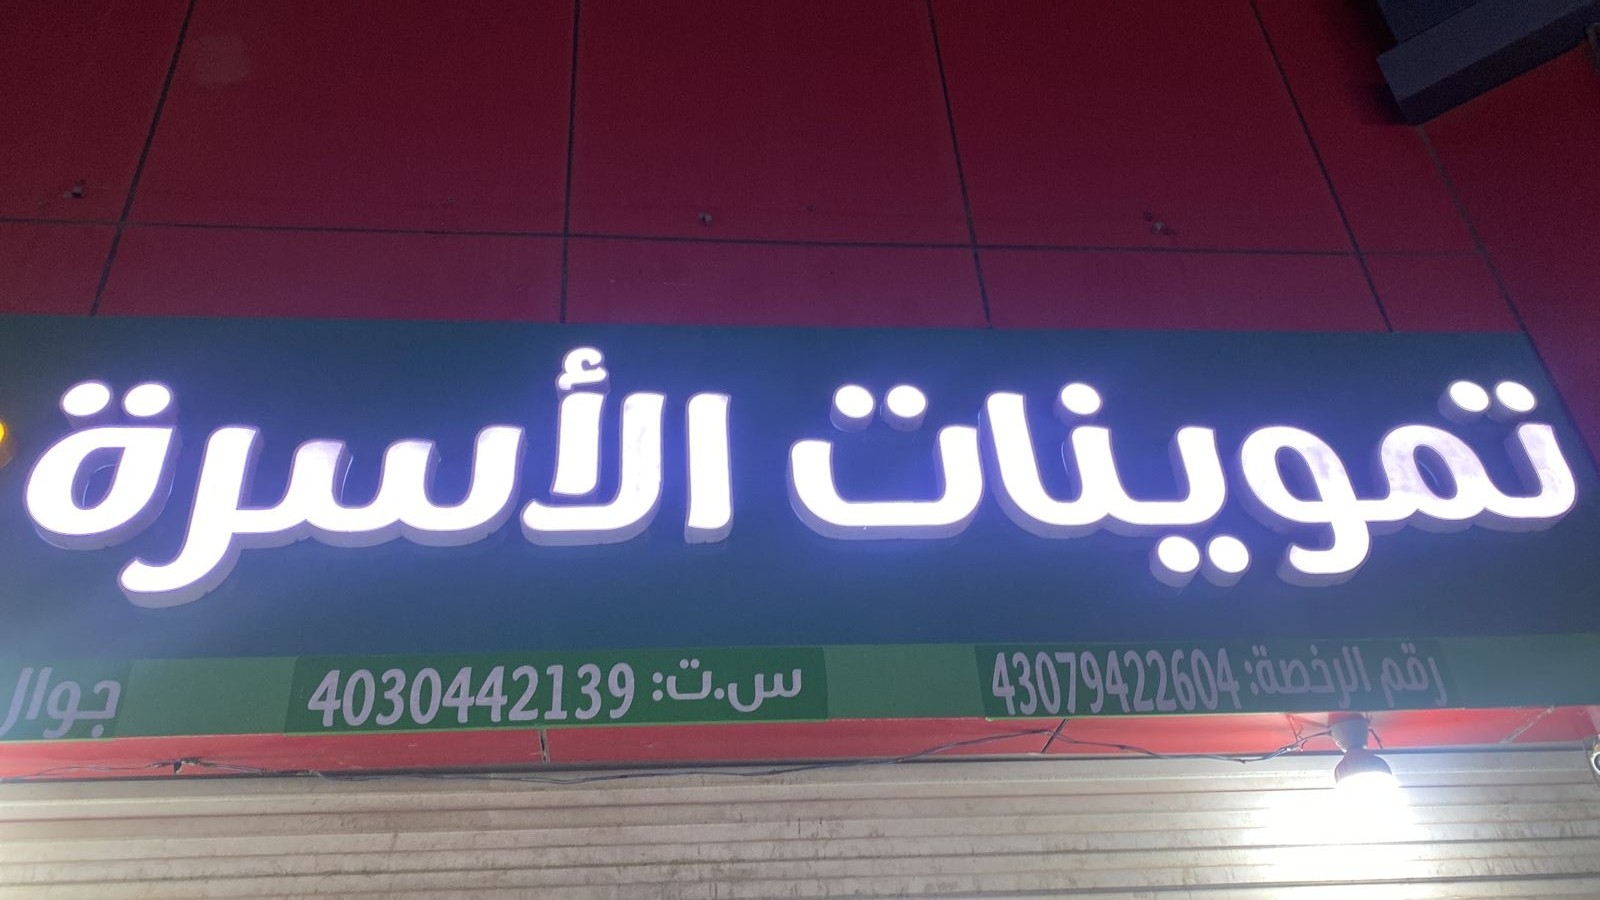 تموينات الأسرة
رقم الرخصة: 43079422604 س.ت: 4030442139 جوال